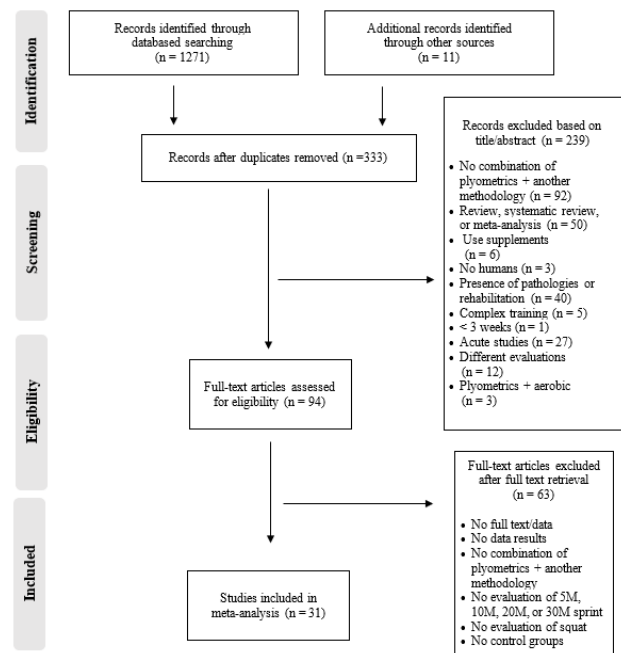 Identification
Records identified through
databased searching
(n = 1271)
Additional records identified
through other sources
(n = 11)
Records after duplicates removed (n =333)
Screening
Records excluded based on
title/abstract (n = 239)
• No combination of
plyometrics + another
methodology (n = 92)
• Review, systematic review,
or meta-analysis (n = 50)
• Use supplements
(n = 6)
• No humans (n = 3)
• Presence of pathologies or
rehabilitation (n = 40)
• Complex training (n = 5)
• < 3 weeks (n = 1)
• Acute studies (n = 27)
• Different evaluations
(n = 12)
• Plyometrics + aerobic
(n = 3)
Eligibility
Full-text articles assessed
for eligibility (n = 94)
Full-text articles excluded
after full text retrieval
(n = 63)
• No full text/data
• No data results
• No combination of
plyometrics + another
methodology
• No evaluation of 5M,
10M, 20M, or 30M sprint
• No evaluation of squat
• No control groups
Included
Studies included in
meta-analysis (n = 31)